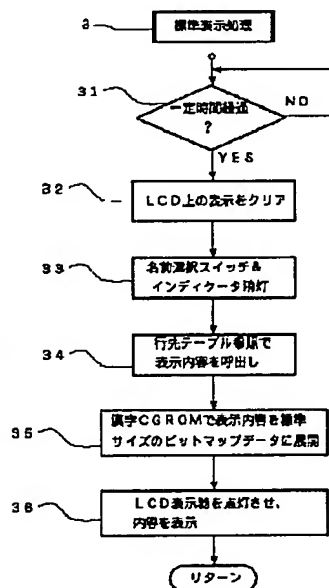 a 標準表示処理
31
一定時間経過
?
NO
YES
32
LCD上の表示をクリア
33
名前選択スイッチ&
インディケータ消灯
34
行先テーブル参照で
表示内容を呼出し
35
漢字CGROMで表示内容を標準
サイズのビットマップデータに展開
36
LCD表示器を点灯させ、
内容を表示
リターン